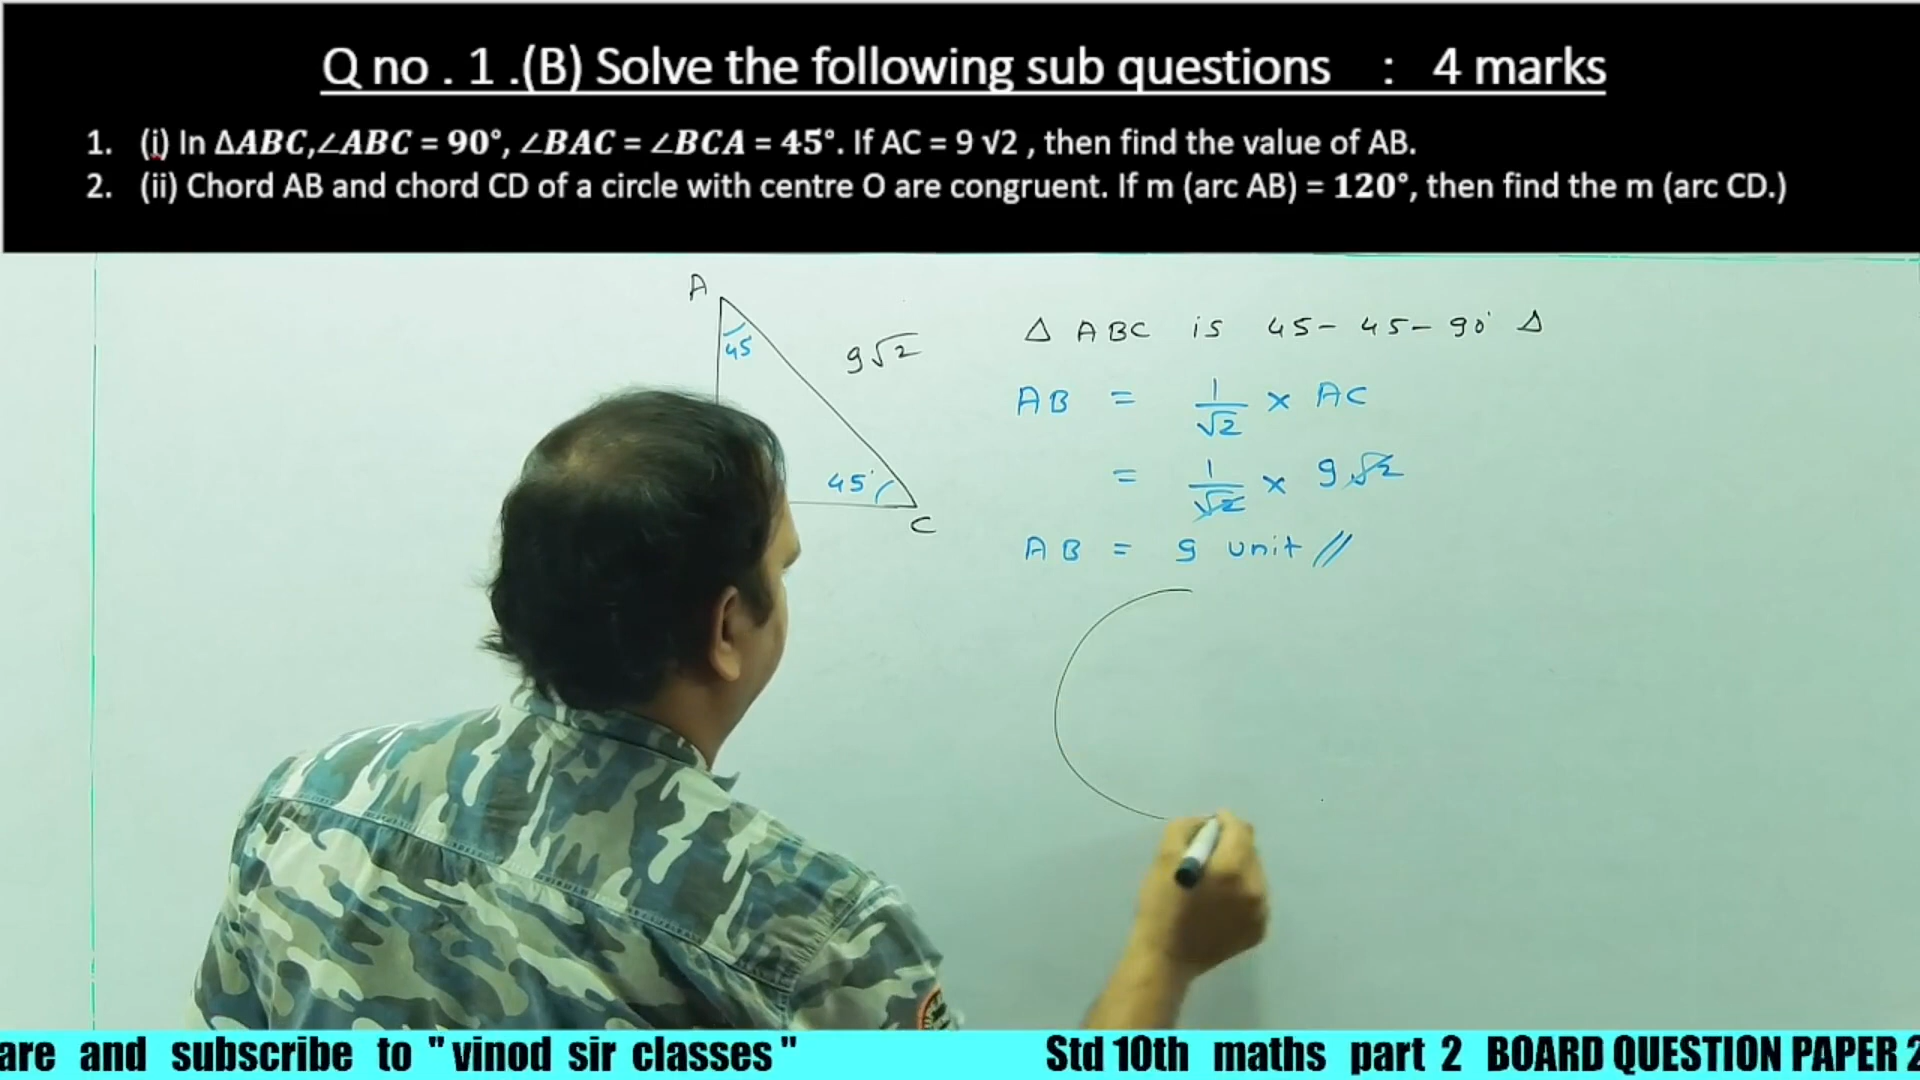 Q no . 1 .(B) Solve the following sub questions : 4 marks
1. (i) In ΔABC,∠ABC = 90°, ∠BAC = ∠BCA = 45°. If AC = 9 √2 , then find the value of AB.
2. (ii) Chord AB and chord CD of a circle with centre O are congruent. If m (arc AB) = 120°, then find the m (arc CD.)
A
45
9√2
45°
C
Δ ABC is 45- 45- 90° Δ
AB = 1/√2 × AC
= 1/√2 × 9√2
AB = 9 unit //
are and subscribe to "vinod sir classes" Std 10th maths part 2 BOARD QUESTION PAPER 2